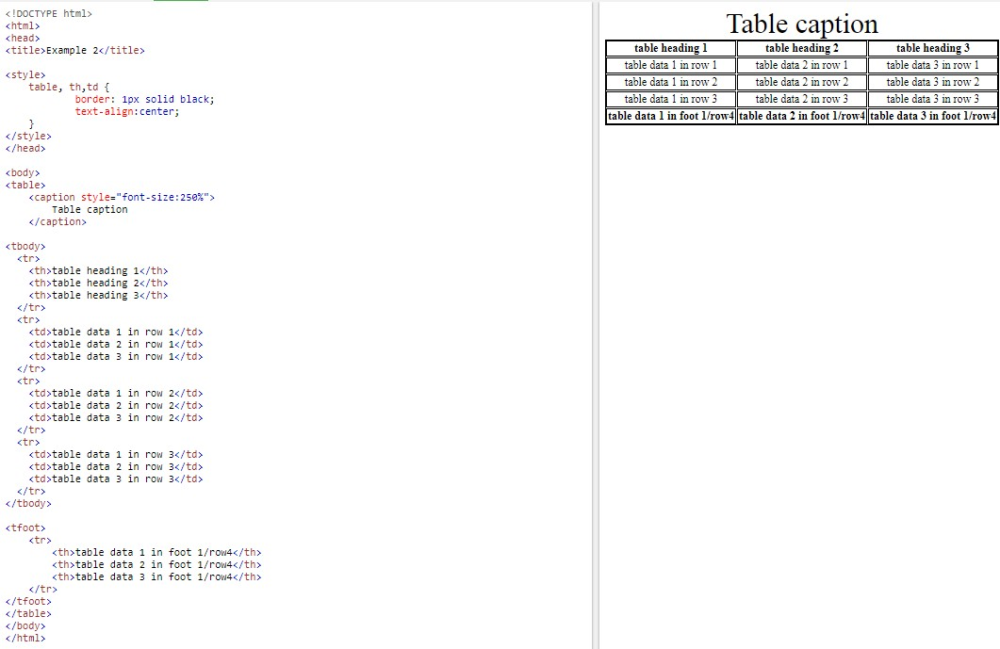 <!DOCTYPE html>
<html>
<head>
<title>Example 2</title>
<style>
table, th,td {
border: 1px solid black;
text-align:center;
}
</style>
</head>
<body>
<table>
<caption style="font-size:250%">
Table caption
</caption>
<tbody>
<tr>
<th>table heading 1</th>
<th>table heading 2</th>
<th>table heading 3</th>
</tr>
<tr>
<td>table data 1 in row 1</td>
<td>table data 2 in row 1</td>
<td>table data 3 in row 1</td>
</tr>
<tr>
<td>table data 1 in row 2</td>
<td>table data 2 in row 2</td>
<td>table data 3 in row 2</td>
</tr>
<tr>
<td>table data 1 in row 3</td>
<td>table data 2 in row 3</td>
<td>table data 3 in row 3</td>
</tr>
</tbody>
<tfoot>
<tr>
<th>table data 1 in foot 1/row4</th>
<th>table data 2 in foot 1/row4</th>
<th>table data 3 in foot 1/row4</th>
</tr>
</tfoot>
</table>
</body>
</html>
Table caption
table heading 1 table heading 2 table heading 3
table data 1 in row 1 table data 2 in row 1 table data 3 in row 1
table data 1 in row 2 table data 2 in row 2 table data 3 in row 2
table data 1 in row 3 table data 2 in row 3 table data 3 in row 3
table data 1 in foot 1/row4 table data 2 in foot 1/row4 table data 3 in foot 1/row4